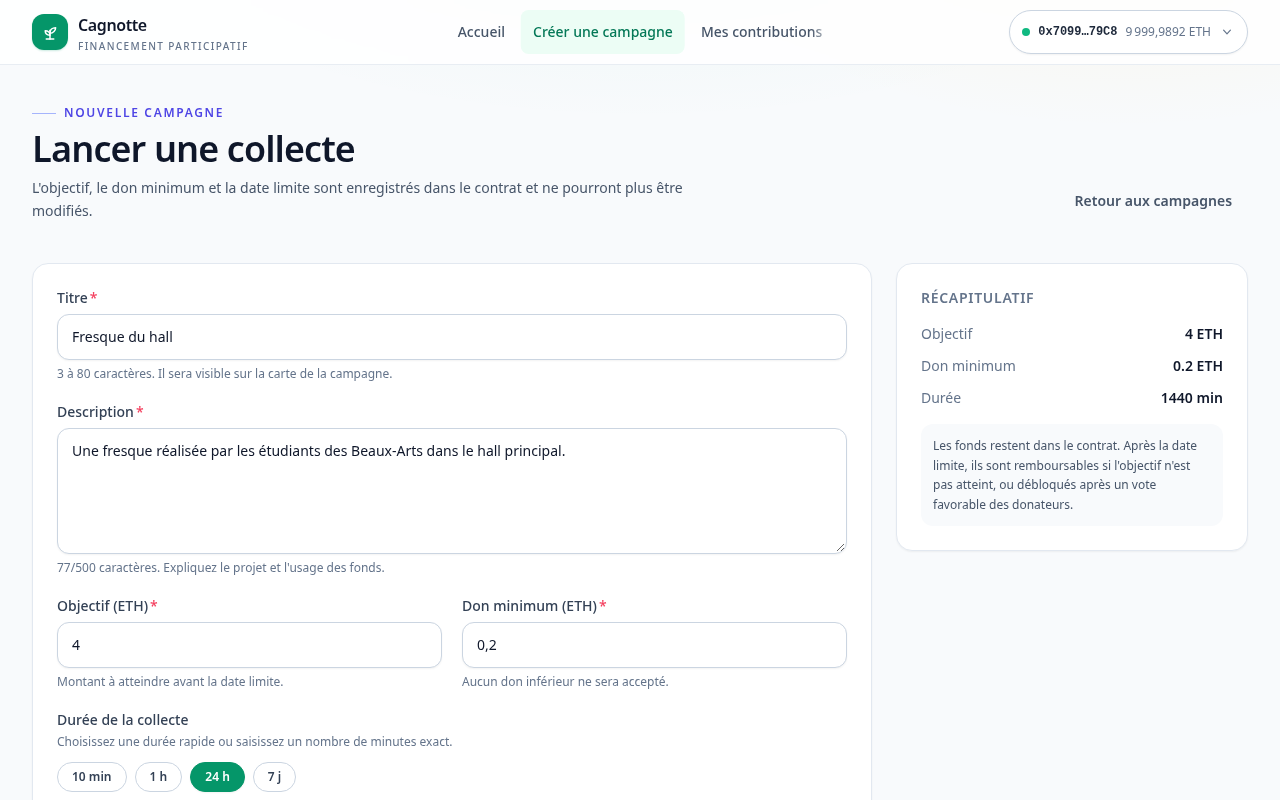 Cagnotte
FINANCEMENT PARTICIPATIF
Accueil
Créer une campagne
Mes contributions
0x7099…79C8
9 999,9892 ETH
NOUVELLE CAMPAGNE
Lancer une collecte
L'objectif, le don minimum et la date limite sont enregistrés dans le contrat et ne pourront plus être
modifiés.
Retour aux campagnes
Titre *
Fresque du hall
3 à 80 caractères. Il sera visible sur la carte de la campagne.
Description *
Une fresque réalisée par les étudiants des Beaux-Arts dans le hall principal.
77/500 caractères. Expliquez le projet et l'usage des fonds.
Objectif (ETH) *
4
Montant à atteindre avant la date limite.
Don minimum (ETH) *
0,2
Aucun don inférieur ne sera accepté.
Durée de la collecte
Choisissez une durée rapide ou saisissez un nombre de minutes exact.
10 min
1 h
24 h
7 j
RÉCAPITULATIF
Objectif 4 ETH
Don minimum 0.2 ETH
Durée 1440 min
Les fonds restent dans le contrat. Après la date
limite, ils sont remboursables si l'objectif n'est
pas atteint, ou débloqués après un vote
favorable des donateurs.